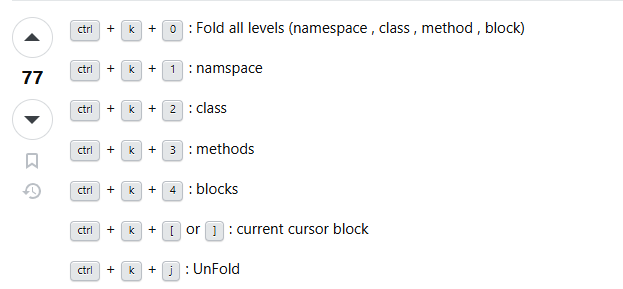 ctrl + k + 0 : Fold all levels (namespace , class , method , block)
ctrl + k + 1 : namspace
77
ctrl + k + 2 : class
ctrl + k + 3 : methods
ctrl + k + 4 : blocks
ctrl + k + [ or ] : current cursor block
ctrl + k + j : UnFold